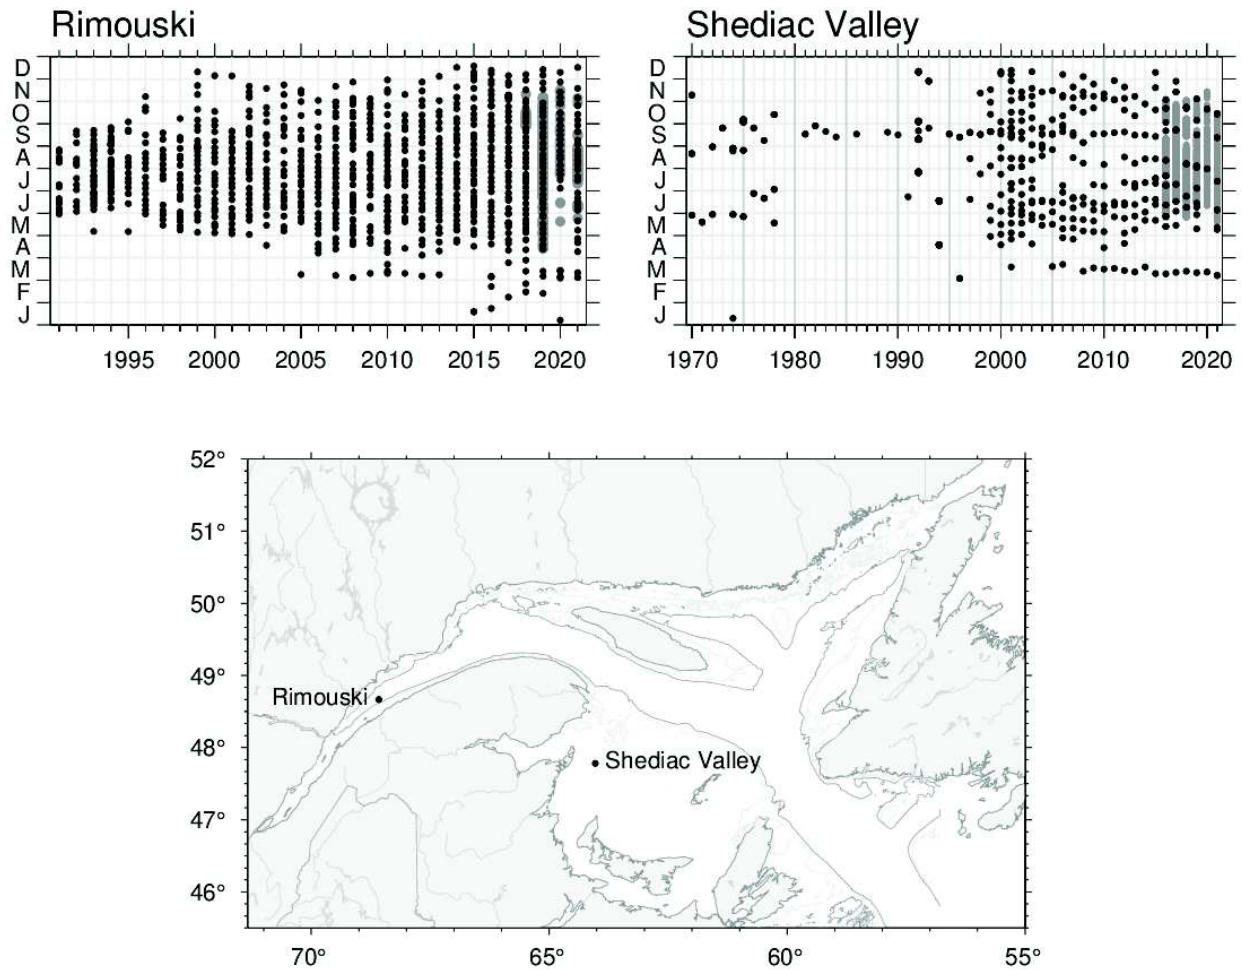 Rimouski
Shediac Valley
D
N
O
S
A
J
J
M
A
M
F
J
1995 2000 2005 2010 2015 2020
D
N
O
S
A
J
J
M
A
M
F
J
1970 1980 1990 2000 2010 2020
52°
51°
50°
49°
48°
47°
46°
Rimouski
Shediac Valley
70° 65° 60° 55°